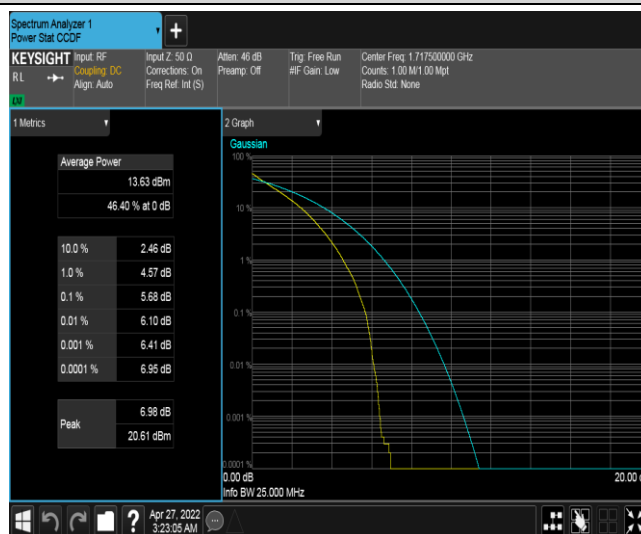 Spectrum Analyzer 1
Power Stat CCDF
+
KEYSIGHT
RL
LXI
Input: RF
Coupling: DC
Align: Auto
Input Z: 50 Ω
Corrections: On
Freq Ref: Int (S)
Atten: 46 dB
Preamp: Off
Trig: Free Run
#IF Gain: Low
Center Freq: 1.717500000 GHz
Counts: 1.00 M/1.00 Mpt
Radio Std: None
1 Metrics
Average Power
13.63 dBm
46.40 % at 0 dB
10.0 % 2.46 dB
1.0 % 4.57 dB
0.1 % 5.68 dB
0.01 % 6.10 dB
0.001 % 6.41 dB
0.0001 % 6.95 dB
Peak 6.98 dB
20.61 dBm
2 Graph
Gaussian
100 %
10 %
1 %
0.1 %
0.01 %
0.001 %
0.0001 %
0.00 dB 20.00
Info BW 25.000 MHz
? Apr 27, 2022
3:23:05 AM